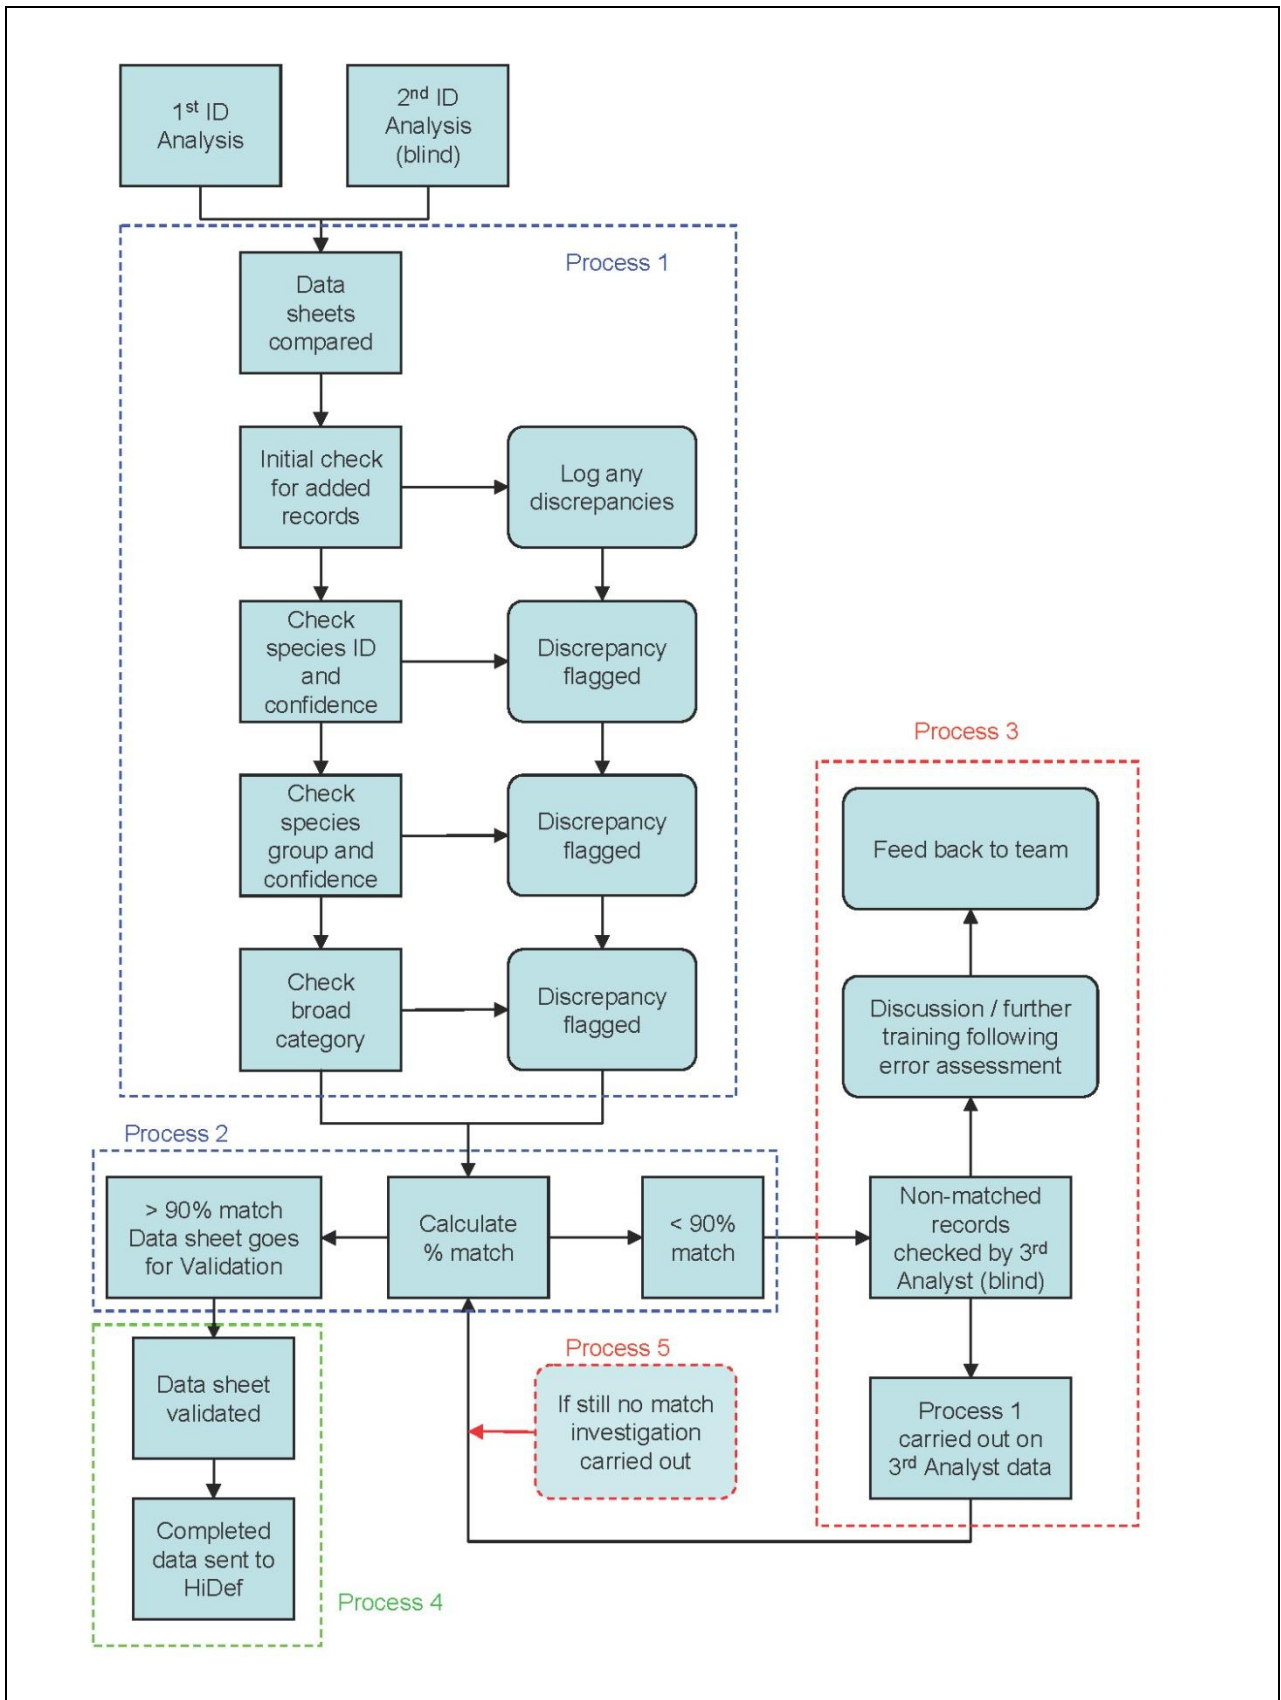 1st ID
Analysis
2nd ID
Analysis
(blind)
Process 1
Data
sheets
compared
Initial check
for added
records
Log any
discrepancies
Check
species ID
and
confidence
Discrepancy
flagged
Check
species
group and
confidence
Discrepancy
flagged
Check
broad
category
Discrepancy
flagged
Process 2
> 90% match
Data sheet goes
for Validation
Calculate
% match
< 90%
match
Process 3
Feed back to team
Discussion / further
training following
error assessment
Non-matched
records
checked by 3rd
Analyst (blind)
Process 1
carried out on
3rd Analyst data
Process 5
If still no match
investigation
carried out
Data sheet
validated
Completed
data sent to
HiDef
Process 4